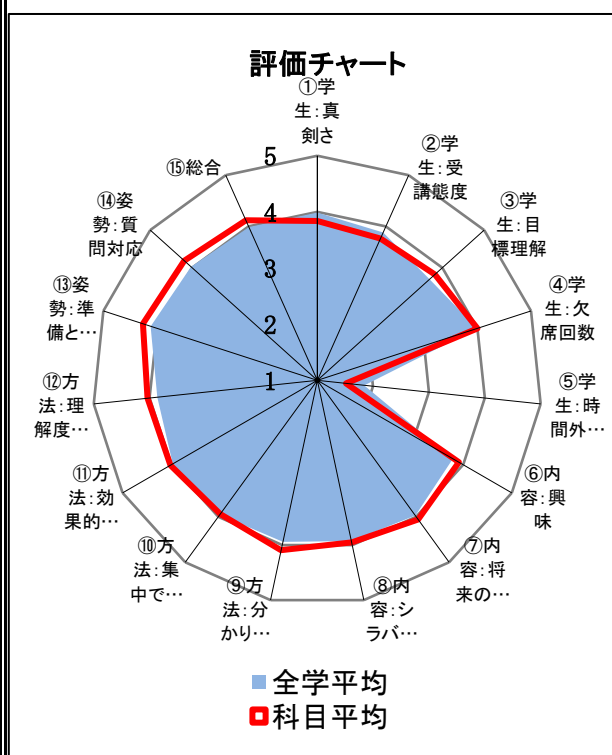 評価チャート
①学
生：真
剣さ
②学
生：受
講態度
③学
生：目
標理解
④学
生：欠
席回数
⑤学
生：時
間外…
⑥内
容：興
味
⑦内
容：将
来の…
⑧内
容：シ
ラバ…
⑨方
法：分
かり…
⑩方
法：集
中で…
⑪方
法：効
果的…
⑫方
法：理
解度…
⑬姿
勢：準
備と…
⑭姿
勢：質
問対応
⑮総合
5
4
3
2
1
全学平均
科目平均